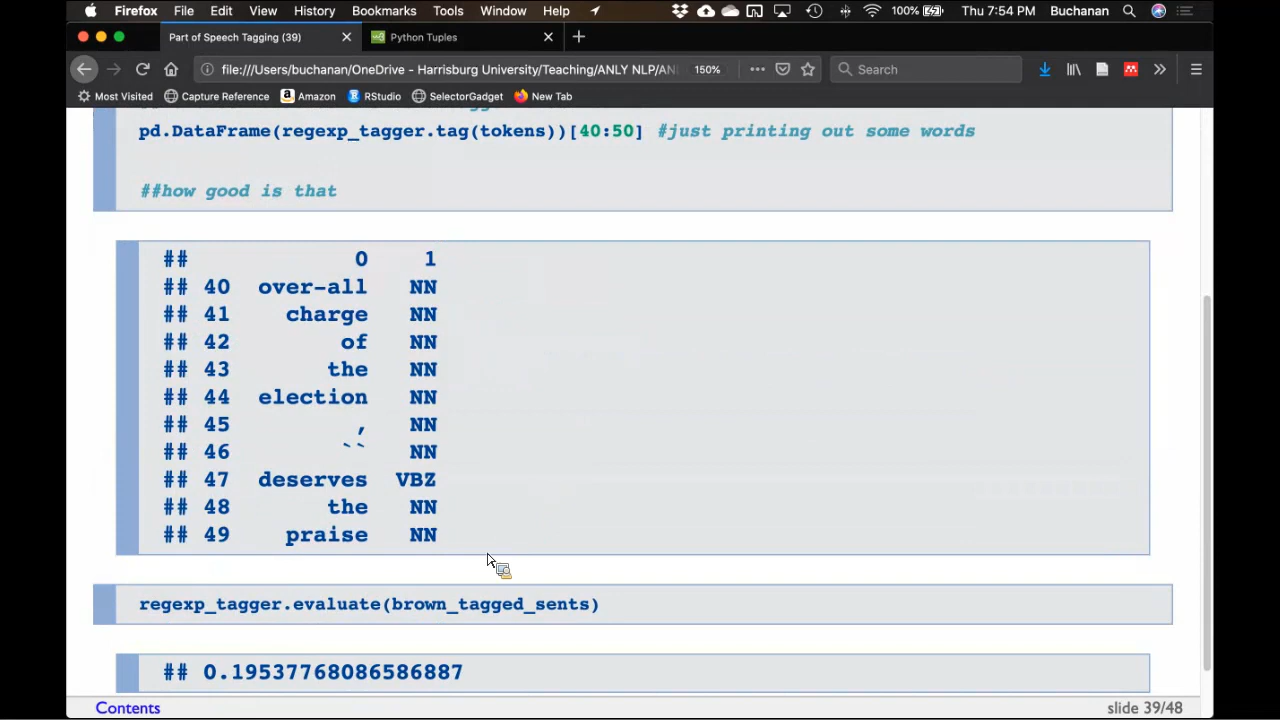 Firefox File Edit View History Bookmarks Tools Window Help 100% Thu 7:54 PM Buchanan
Part of Speech Tagging (39) Python Tuples
file:///Users/buchanan/OneDrive - Harrisburg University/Teaching/ANLY NLP/AN 150% Search
Most Visited Capture Reference Amazon RStudio SelectorGadget New Tab
pd.DataFrame(regexp_tagger.tag(tokens))[40:50] #just printing out some words
##how good is that
## 0 1
## 40 over-all NN
## 41 charge NN
## 42 of NN
## 43 the NN
## 44 election NN
## 45 , NN
## 46 `` NN
## 47 deserves VBZ
## 48 the NN
## 49 praise NN
regexp_tagger.evaluate(brown_tagged_sents)
## 0.19537768086586887
Contents slide 39/48